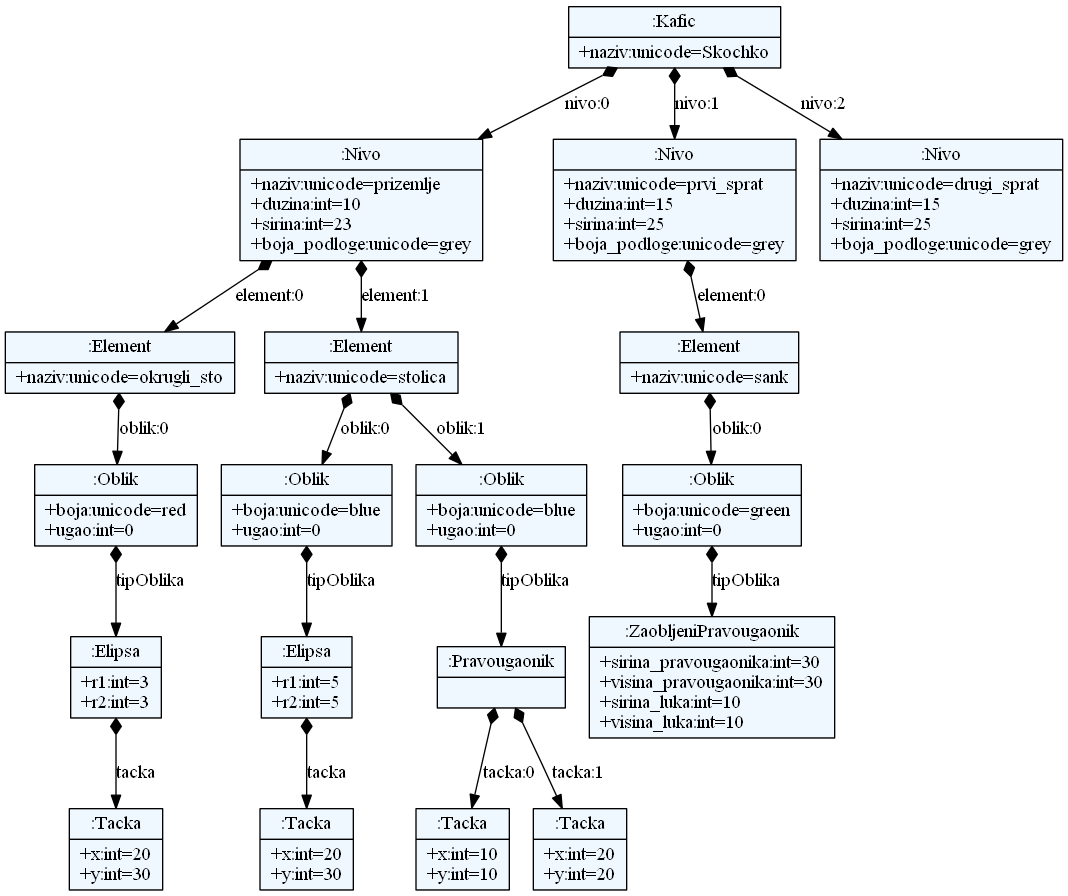 :Kafic
+naziv:unicode=Skochko
nivo:0
nivo:1
nivo:2
:Nivo
+naziv:unicode=prizemlje
+duzina:int=10
+sirina:int=23
+boja_podloge:unicode=grey
:Nivo
+naziv:unicode=prvi_sprat
+duzina:int=15
+sirina:int=25
+boja_podloge:unicode=grey
:Nivo
+naziv:unicode=drugi_sprat
+duzina:int=15
+sirina:int=25
+boja_podloge:unicode=grey
element:0
element:1
element:0
:Element
+naziv:unicode=okrugli_sto
:Element
+naziv:unicode=stolica
:Element
+naziv:unicode=sank
oblik:0
oblik:0
oblik:1
oblik:0
:Oblik
+boja:unicode=red
+ugao:int=0
:Oblik
+boja:unicode=blue
+ugao:int=0
:Oblik
+boja:unicode=blue
+ugao:int=0
:Oblik
+boja:unicode=green
+ugao:int=0
tipOblika
tipOblika
tipOblika
tipOblika
:Elipsa
+r1:int=3
+r2:int=3
:Elipsa
+r1:int=5
+r2:int=5
:Pravougaonik
:ZaobljeniPravougaonik
+sirina_pravougaonika:int=30
+visina_pravougaonika:int=30
+sirina_luka:int=10
+visina_luka:int=10
tacka
tacka
tacka:0
tacka:1
:Tacka
+x:int=20
+y:int=30
:Tacka
+x:int=20
+y:int=30
:Tacka
+x:int=10
+y:int=10
:Tacka
+x:int=20
+y:int=20